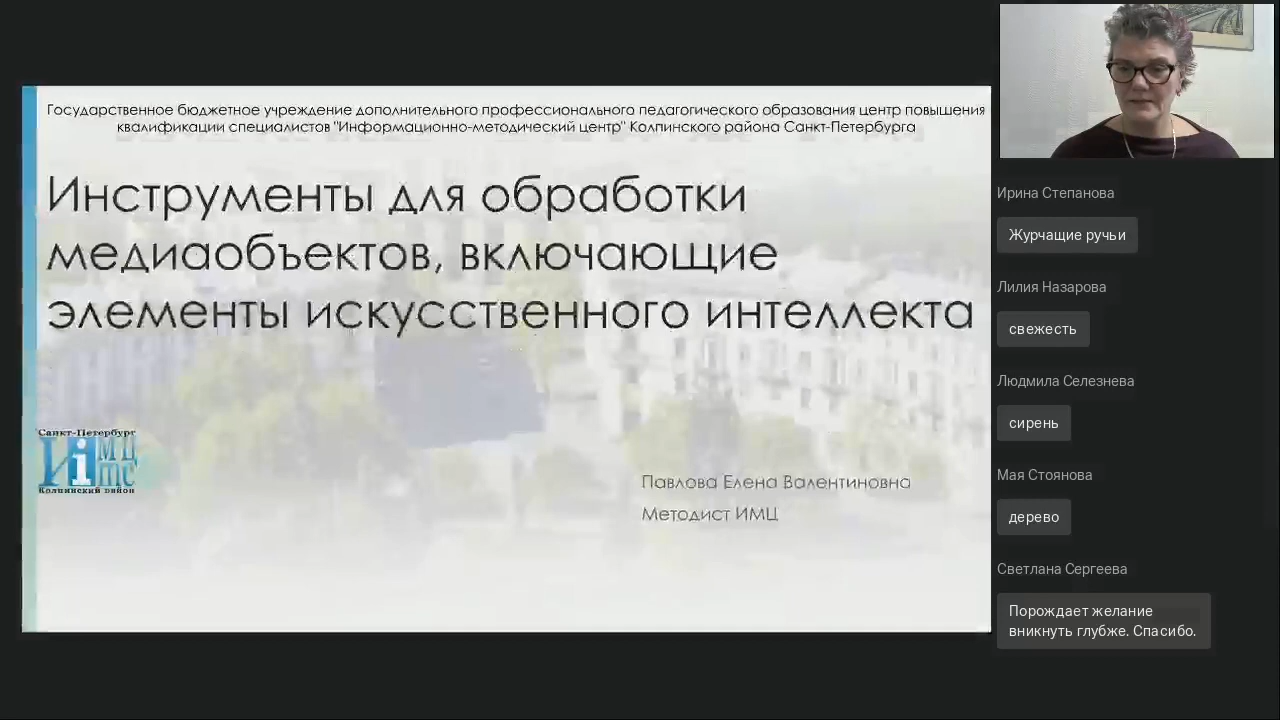 Государственное бюджетное учреждение дополнительного профессионального педагогического образования центр повышения
квалификации специалистов "Информационно-методический центр" Колпинского района Санкт-Петербурга
Инструменты для обработки
медиаобъектов, включающие
элементы искусственного интеллекта
Санкт-Петербург
ИМЦ
Колпинский район
Павлова Елена Валентиновна
Методист ИМЦ
Ирина Степанова
Журчащие ручьи
Лилия Назарова
свежесть
Людмила Селезнева
сирень
Мая Стоянова
дерево
Светлана Сергеева
Порождает желание
вникнуть глубже. Спасибо.